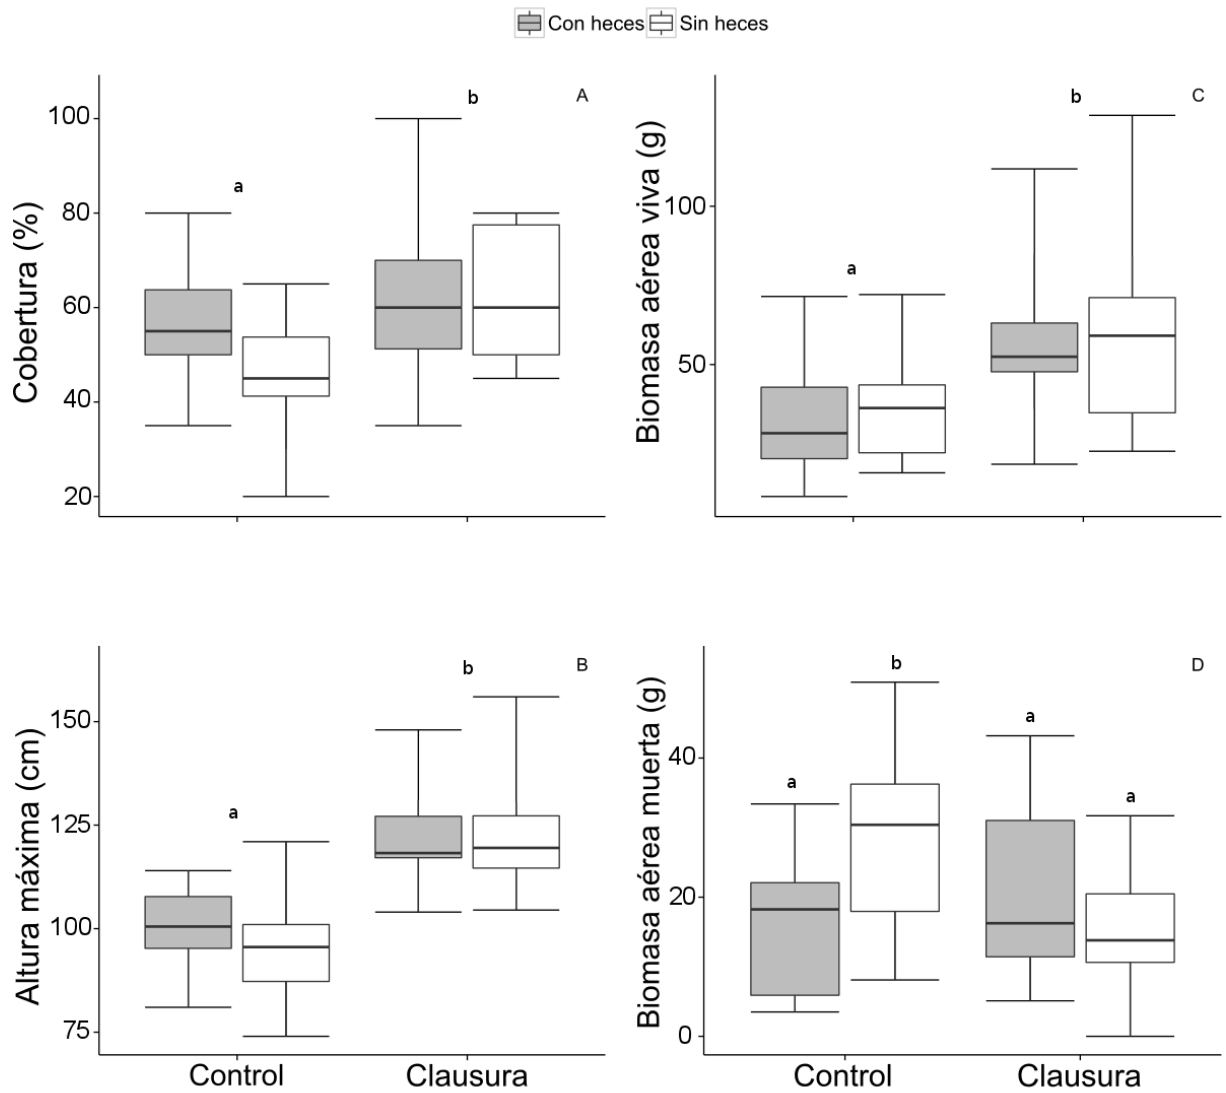 Con heces Sin heces
A
b
a
100
80
60
40
20
Cobertura (%)
C
b
a
100
50
Biomasa aérea viva (g)
B
b
a
150
125
100
75
Altura máxima (cm)
Control Clausura
D
b
a
a
a
40
20
0
Biomasa aérea muerta (g)
Control Clausura